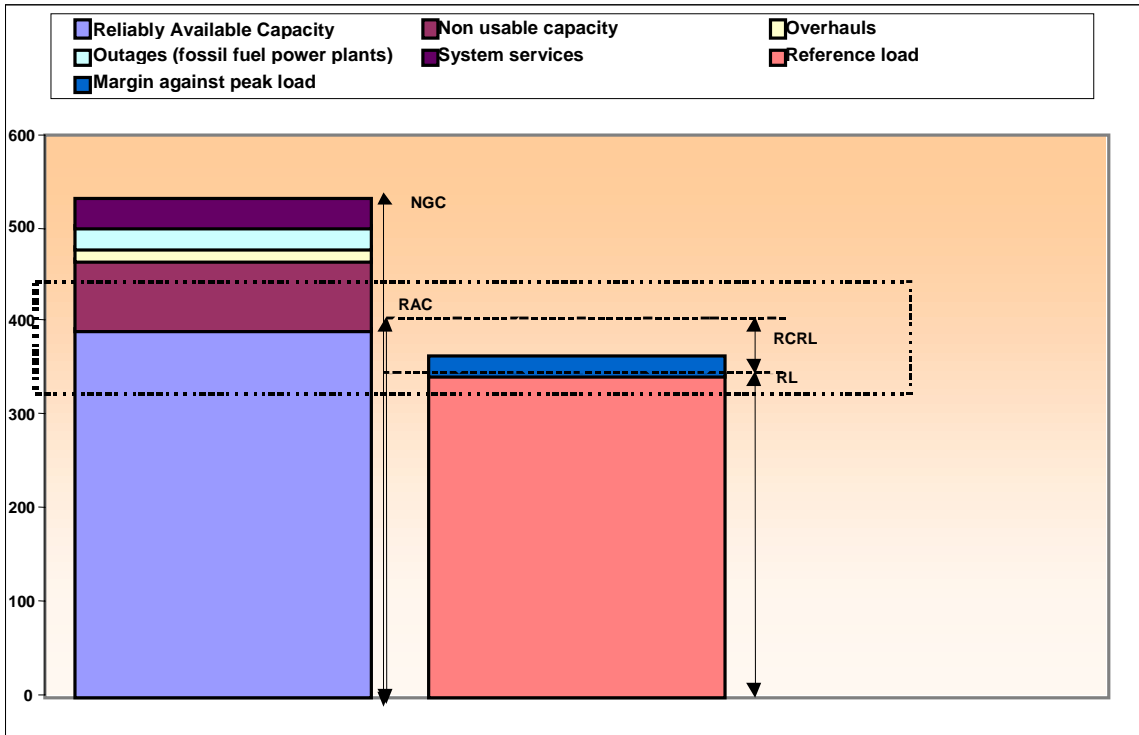 Reliably Available Capacity Non usable capacity Overhauls
Outages (fossil fuel power plants) System services Reference load
Margin against peak load
600
500
400
300
200
100
0
NGC
RAC
RCRL
RL